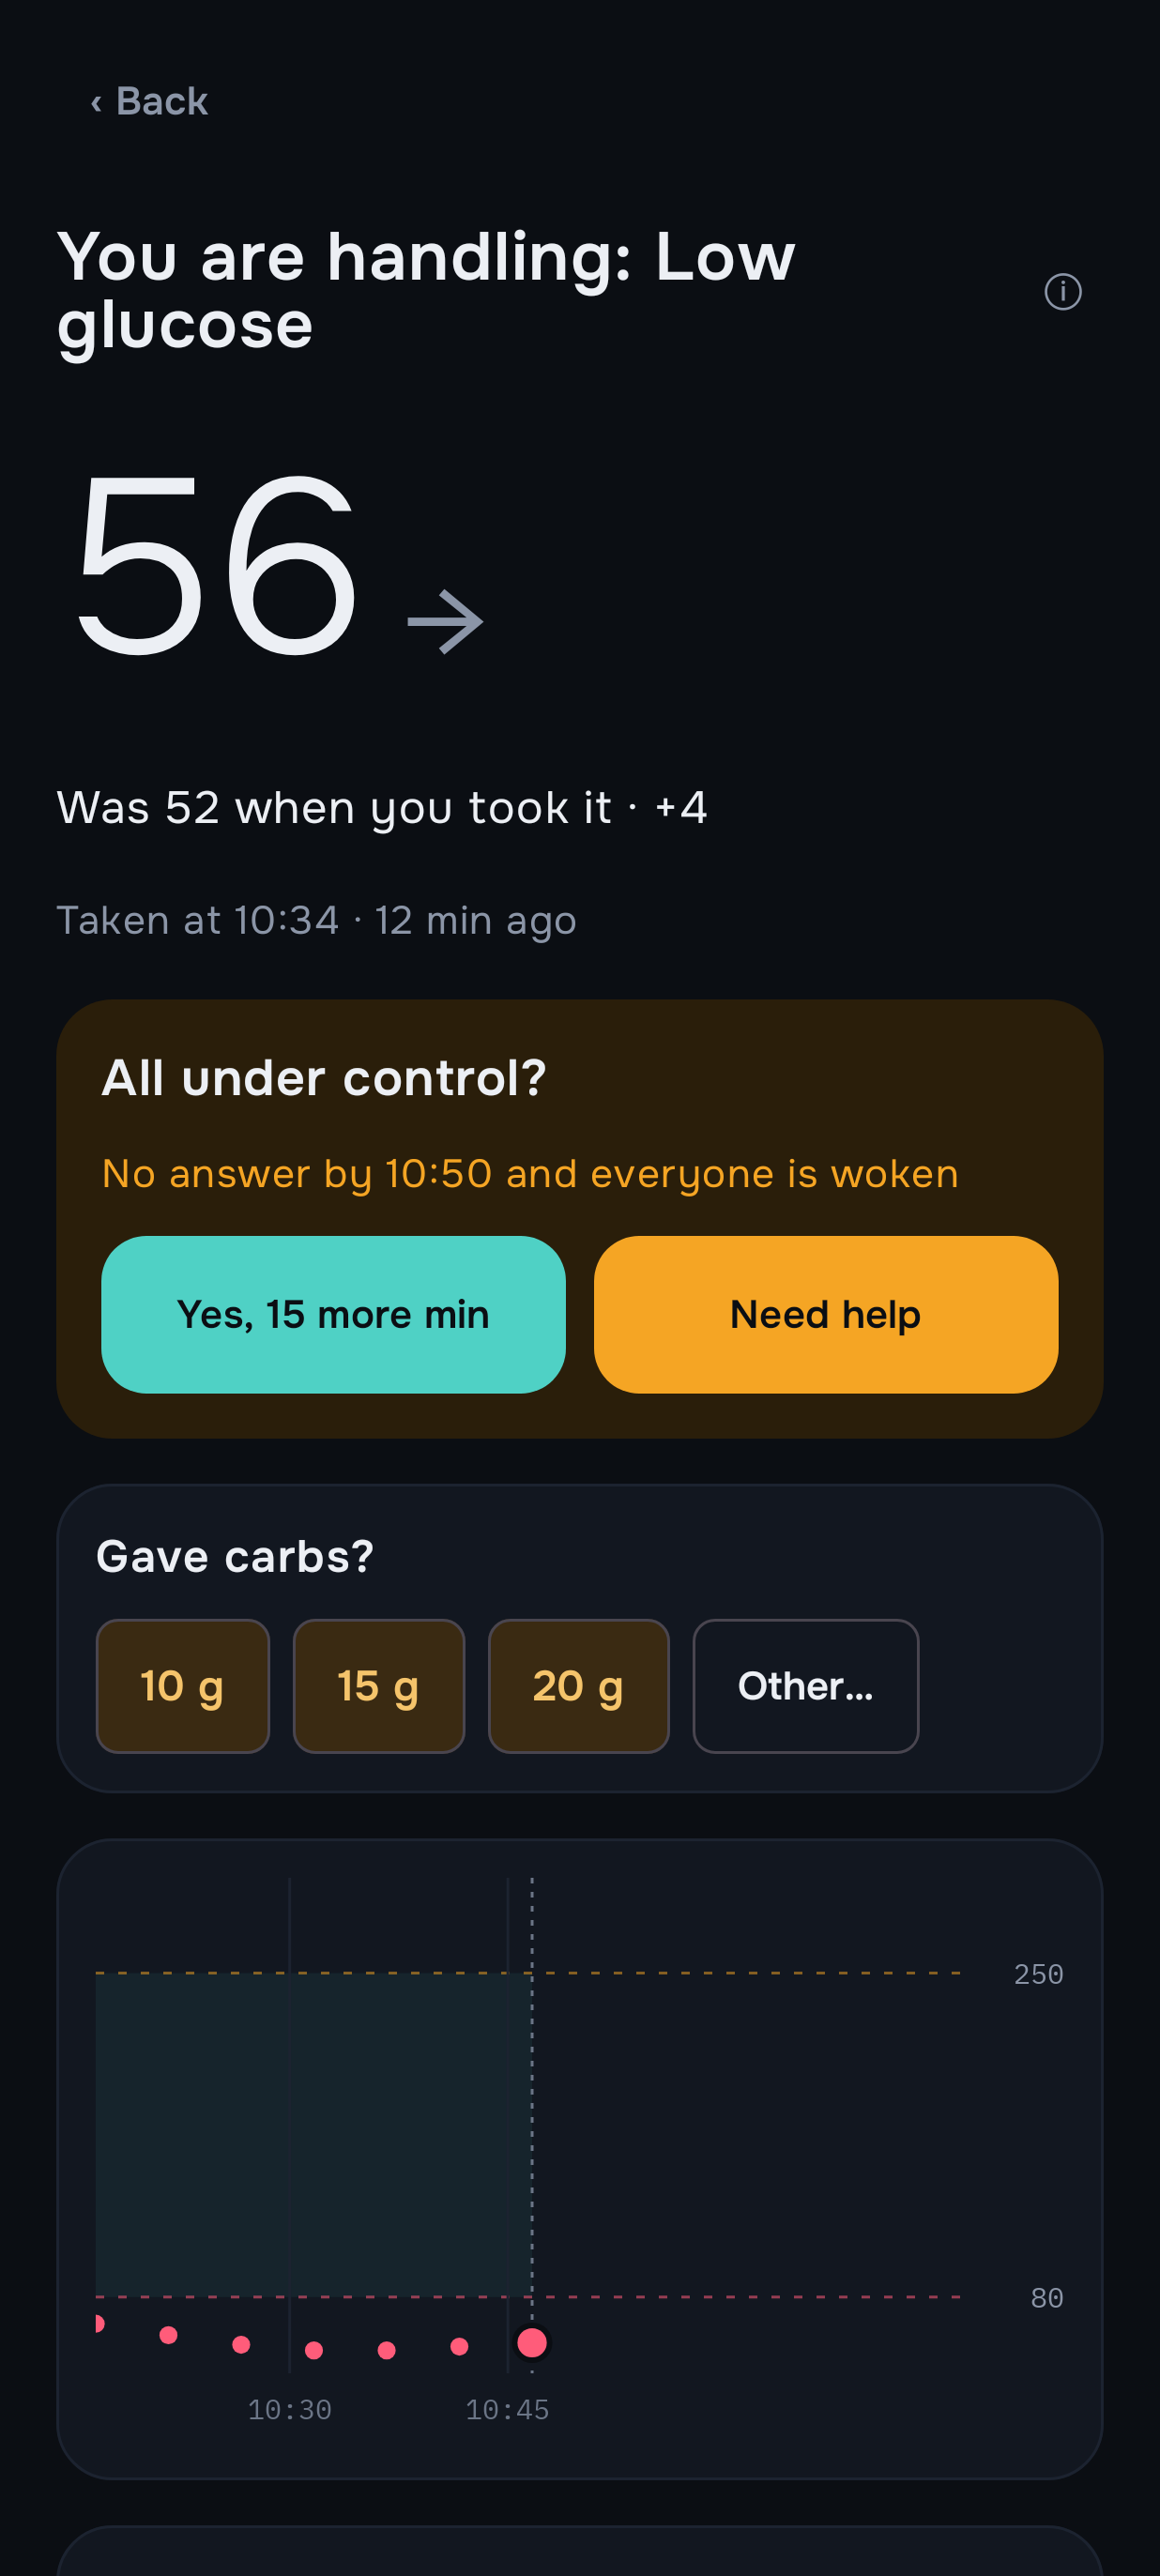 ‹ Back
You are handling: Low
glucose
56 →
Was 52 when you took it · +4
Taken at 10:34 · 12 min ago
All under control?
No answer by 10:50 and everyone is woken
Yes, 15 more min
Need help
Gave carbs?
10 g
15 g
20 g
Other...
250
80
10:30
10:45